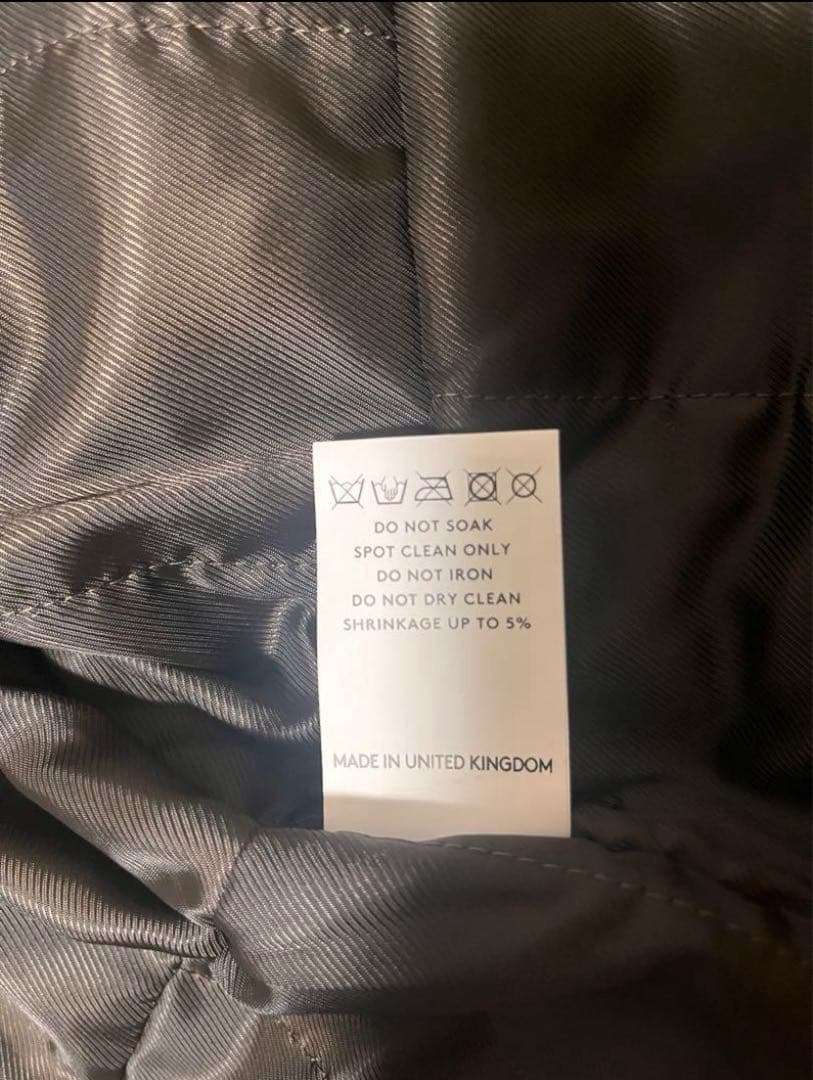 DO NOT SOAK
SPOT CLEAN ONLY
DO NOT IRON
DO NOT DRY CLEAN
SHRINKAGE UP TO 5%
MADE IN UNITED KINGDOM